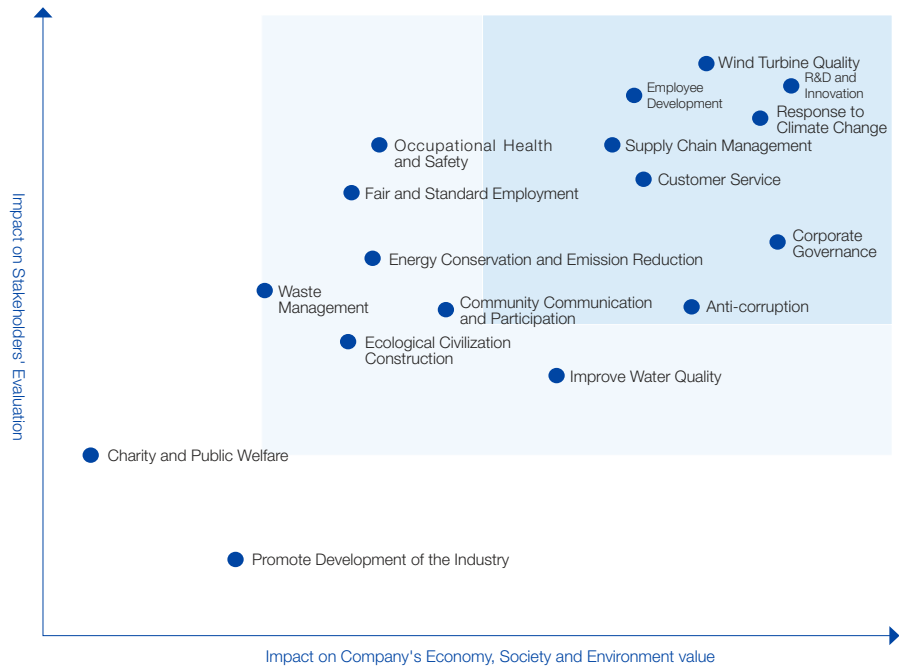 Wind Turbine Quality
R&D and
Innovation
Employee
Development
Response to
Climate Change
Occupational Health
and Safety
Supply Chain Management
Customer Service
Fair and Standard Employment
Corporate
Governance
Energy Conservation and Emission Reduction
Waste
Management
Community Communication
and Participation
Anti-corruption
Ecological Civilization
Construction
Improve Water Quality
Charity and Public Welfare
Promote Development of the Industry
Impact on Stakeholders' Evaluation
Impact on Company's Economy, Society and Environment value